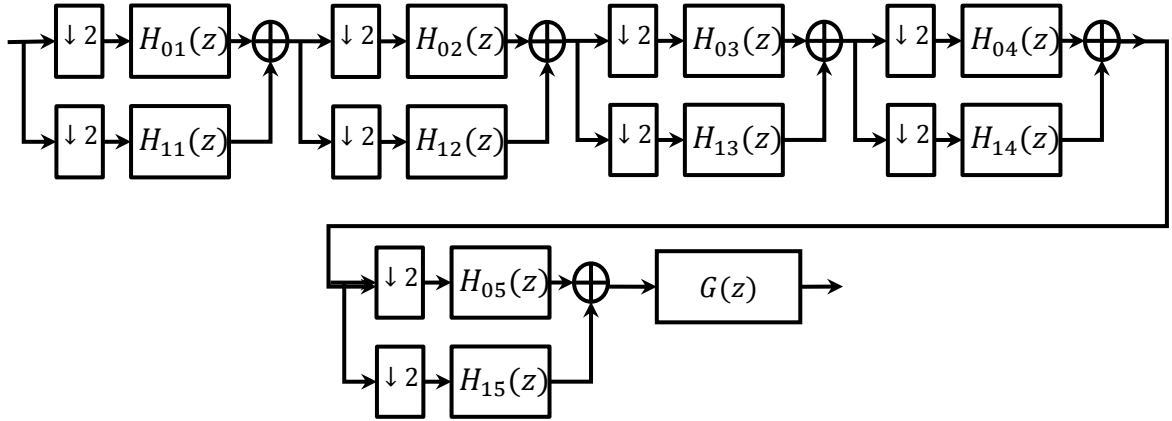 ↓ 2 H₀₁(z) ↓ 2 H₀₂(z) ↓ 2 H₀₃(z) ↓ 2 H₀₄(z)
↓ 2 H₁₁(z) ↓ 2 H₁₂(z) ↓ 2 H₁₃(z) ↓ 2 H₁₄(z)
↓ 2 H₀₅(z) G(z)
↓ 2 H₁₅(z)